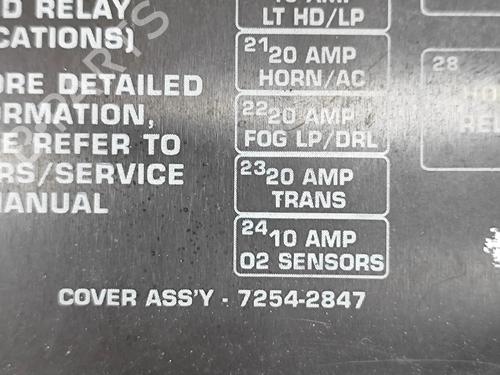 D RELAY
CATIONS)
ORE DETAILED
ORMATION,
E REFER TO
RS/SERVICE
MANUAL
AMP
LT HD/LP
21 20 AMP
HORN/AC
22 20 AMP
FOG LP/DRL
23 20 AMP
TRANS
24 10 AMP
O2 SENSORS
28
COVER ASS'Y - 7254-2847